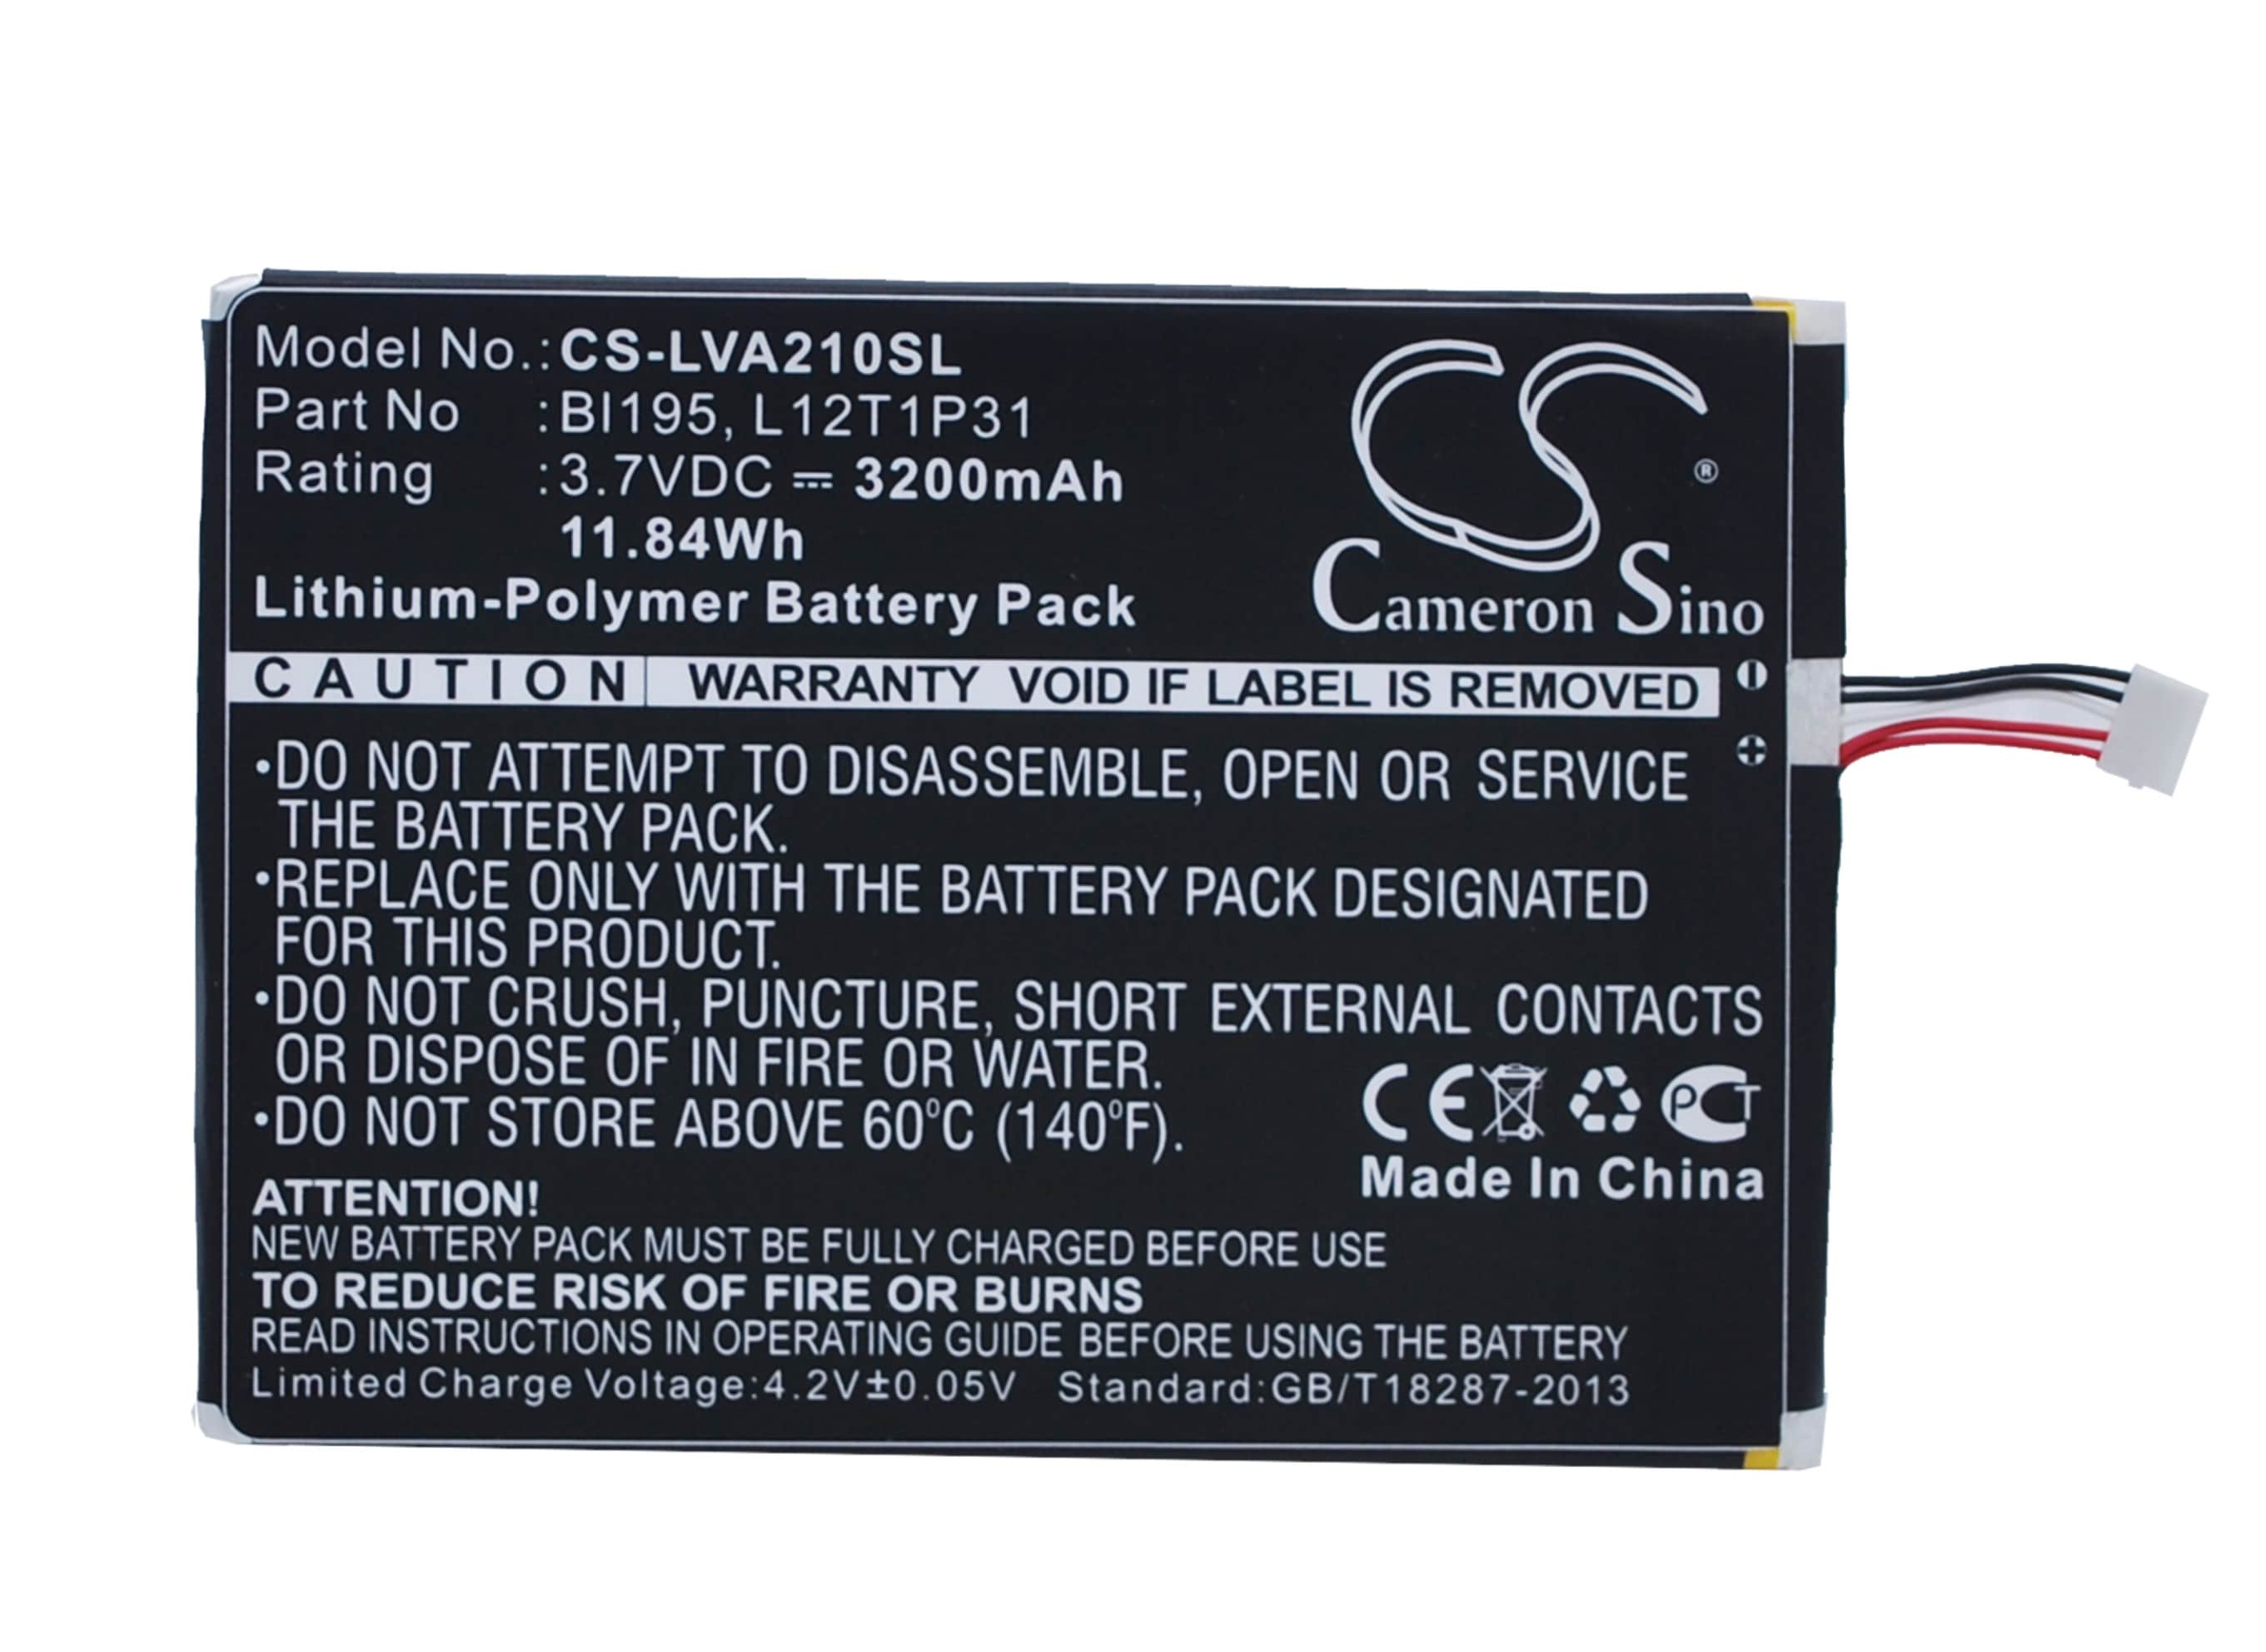 Model No.:CS-LVA210SL
Part No :BI195, L12T1P31
Rating :3.7VDC ⎓ 3200mAh
11.84Wh
Lithium-Polymer Battery Pack
CS ®
Cameron Sino
CAUTION WARRANTY VOID IF LABEL IS REMOVED
•DO NOT ATTEMPT TO DISASSEMBLE, OPEN OR SERVICE
THE BATTERY PACK.
•REPLACE ONLY WITH THE BATTERY PACK DESIGNATED
FOR THIS PRODUCT.
•DO NOT CRUSH, PUNCTURE, SHORT EXTERNAL CONTACTS
OR DISPOSE OF IN FIRE OR WATER.
•DO NOT STORE ABOVE 60°C (140°F).
CE PCT
Made In China
ATTENTION!
NEW BATTERY PACK MUST BE FULLY CHARGED BEFORE USE
TO REDUCE RISK OF FIRE OR BURNS
READ INSTRUCTIONS IN OPERATING GUIDE BEFORE USING THE BATTERY
Limited Charge Voltage:4.2V±0.05V Standard:GB/T18287-2013